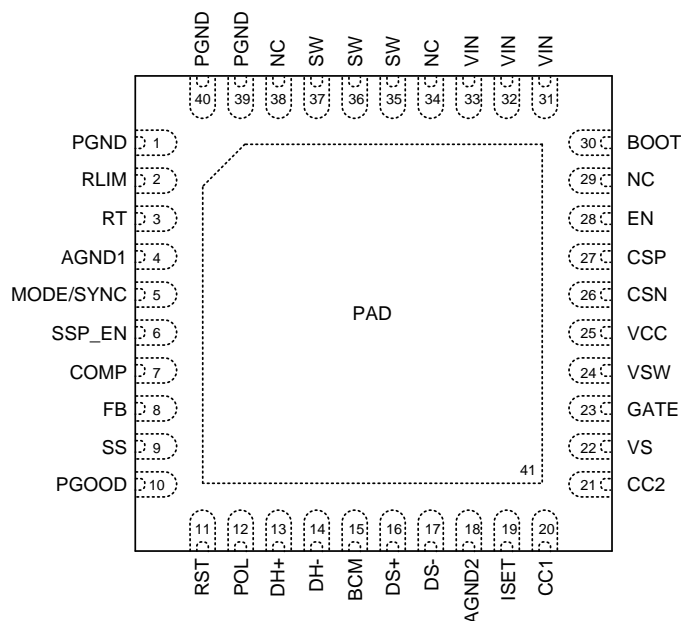 PGND
PGND
NC
SW
SW
SW
NC
VIN
VIN
VIN
40
39
38
37
36
35
34
33
32
31
PGND 1
RLIM 2
RT 3
AGND1 4
MODE/SYNC 5
SSP_EN 6
COMP 7
FB 8
SS 9
PGOOD 10
30 BOOT
29 NC
28 EN
27 CSP
26 CSN
25 VCC
24 VSW
23 GATE
22 VS
21 CC2
PAD
41
11
12
13
14
15
16
17
18
19
20
RST
POL
DH+
DH-
BCM
DS+
DS-
AGND2
ISET
CC1